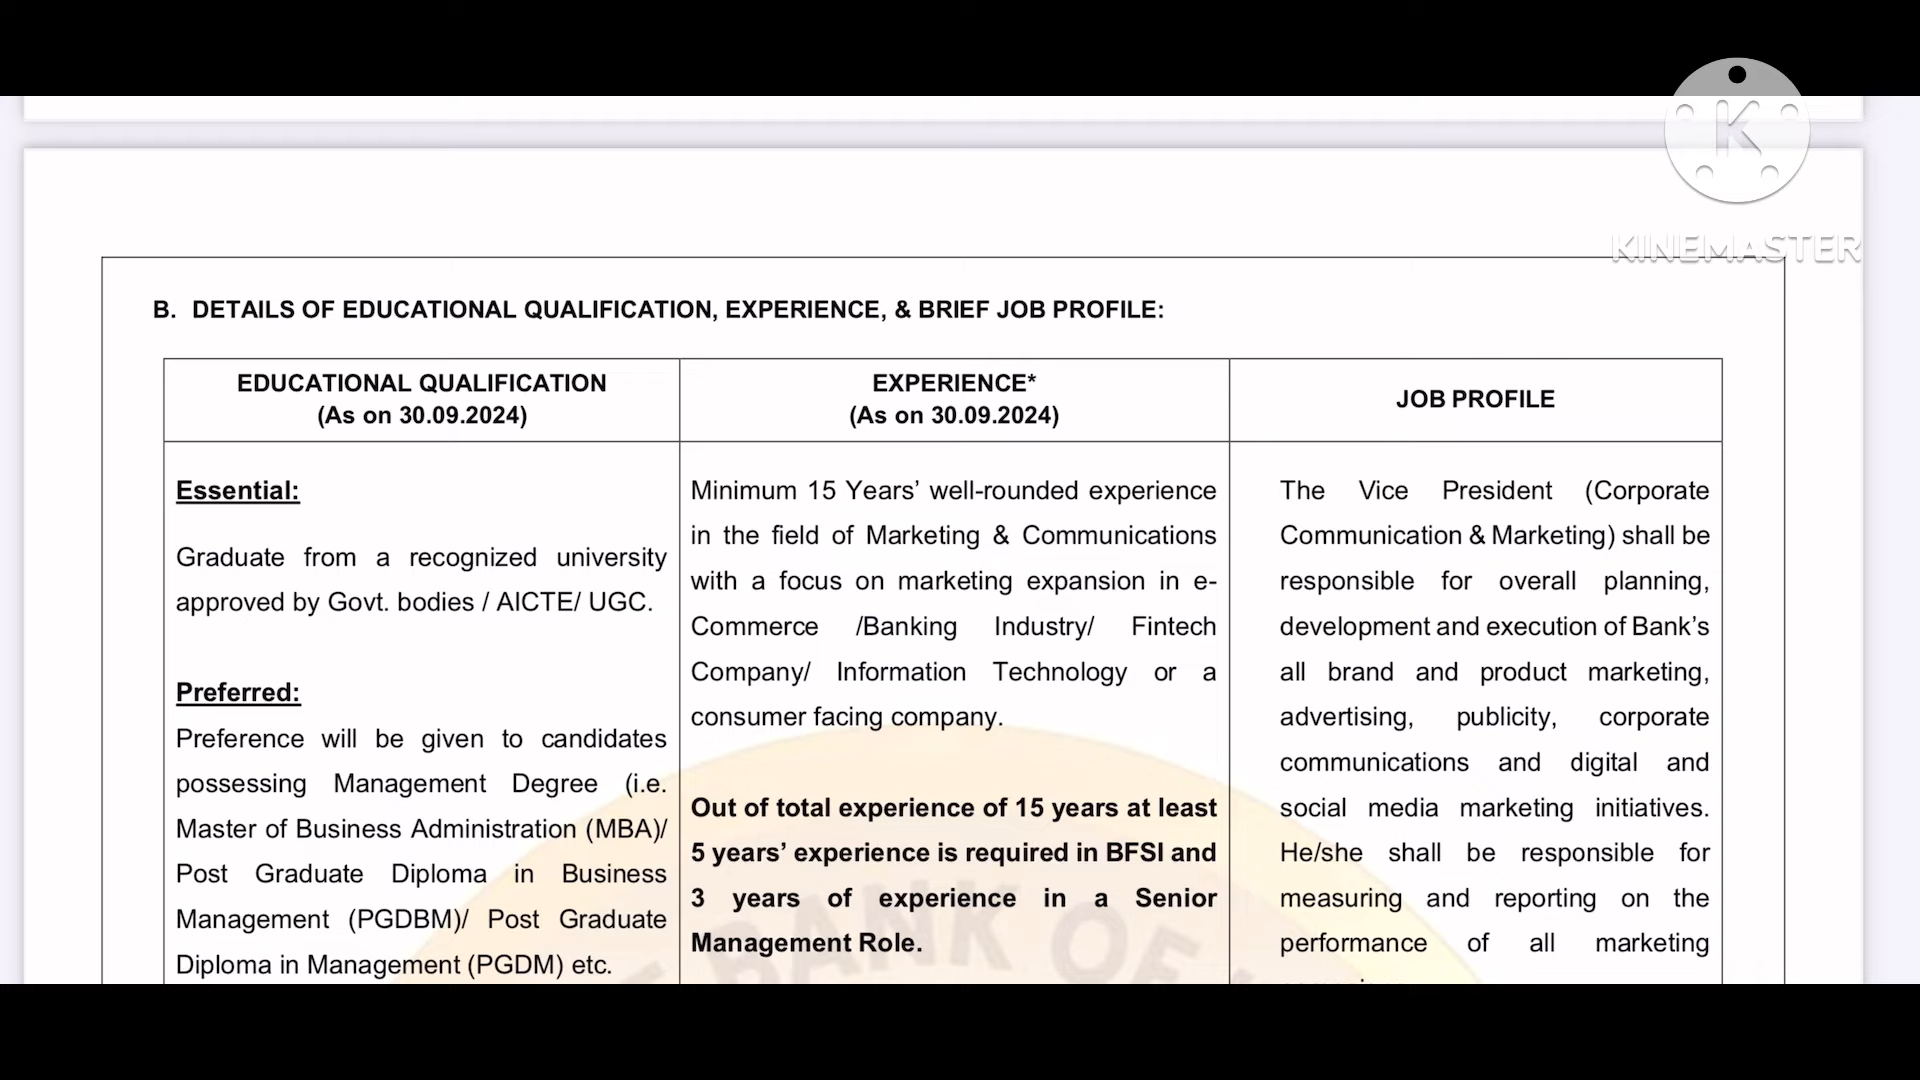 K
KINEMASTER
B. DETAILS OF EDUCATIONAL QUALIFICATION, EXPERIENCE, & BRIEF JOB PROFILE:
EDUCATIONAL QUALIFICATION
(As on 30.09.2024)
EXPERIENCE*
(As on 30.09.2024)
JOB PROFILE
Essential:
Graduate from a recognized university
approved by Govt. bodies / AICTE/ UGC.
Preferred:
Preference will be given to candidates
possessing Management Degree (i.e.
Master of Business Administration (MBA)/
Post Graduate Diploma in Business
Management (PGDBM)/ Post Graduate
Diploma in Management (PGDM) etc.
Minimum 15 Years’ well-rounded experience
in the field of Marketing & Communications
with a focus on marketing expansion in e-
Commerce /Banking Industry/ Fintech
Company/ Information Technology or a
consumer facing company.
Out of total experience of 15 years at least
5 years’ experience is required in BFSI and
3 years of experience in a Senior
Management Role.
The Vice President (Corporate
Communication & Marketing) shall be
responsible for overall planning,
development and execution of Bank’s
all brand and product marketing,
advertising, publicity, corporate
communications and digital and
social media marketing initiatives.
He/she shall be responsible for
measuring and reporting on the
performance of all marketing
BANK OF